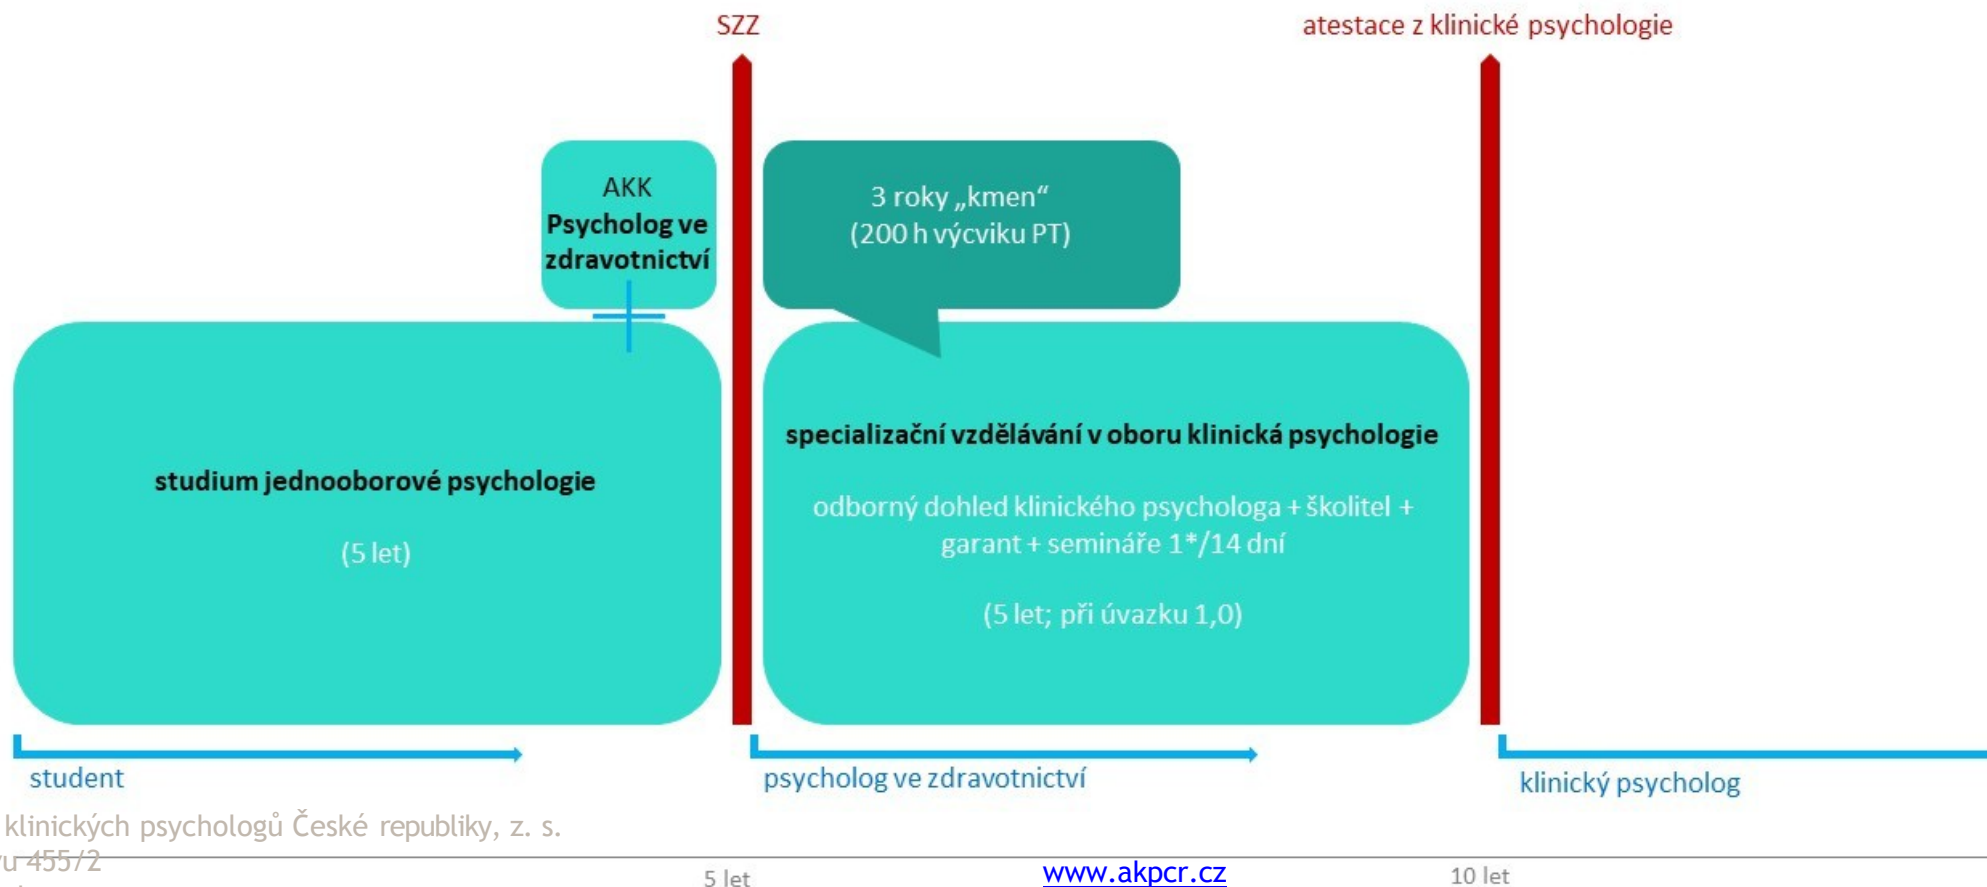 SZZ
atestace z klinické psychologie
AKK
Psycholog ve
zdravotnictví
3 roky „kmen“
(200 h výcviku PT)
studium jednooborové psychologie
(5 let)
specializační vzdělávání v oboru klinická psychologie
odborný dohled klinického psychologa + školitel +
garant + semináře 1*/14 dní
(5 let; při úvazku 1,0)
student
psycholog ve zdravotnictví
klinický psycholog
klinických psychologů České republiky, z. s.
455/2
5 let
www.akpcr.cz
10 let